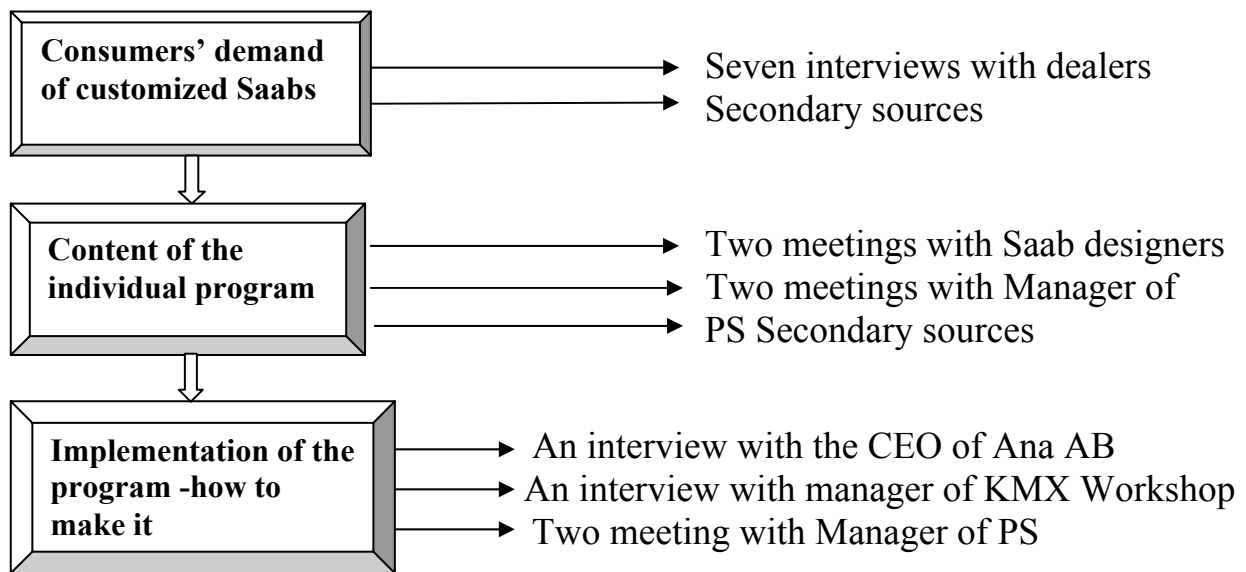 Consumers’ demand
of customized Saabs
Seven interviews with dealers
Secondary sources
Content of the
individual program
Two meetings with Saab designers
Two meetings with Manager of
PS Secondary sources
Implementation of the
program -how to
make it
An interview with the CEO of Ana AB
An interview with manager of KMX Workshop
Two meeting with Manager of PS